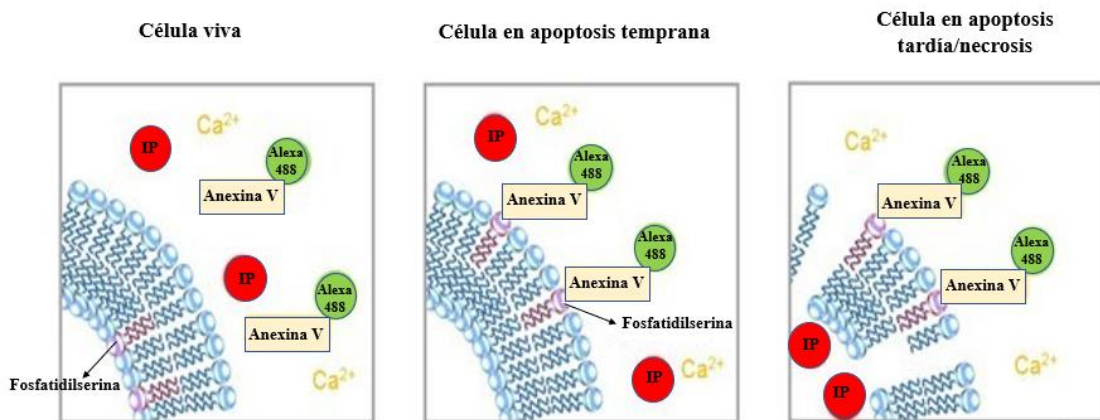 Célula viva
IP
Ca2+
Alexa
488
Anexina V
IP
Alexa
488
Anexina V
Fosfatidilserina
Ca2+
Célula en apoptosis temprana
IP
Ca2+
Alexa
488
Anexina V
Alexa
488
Anexina V
Fosfatidilserina
IP
Ca2+
Célula en apoptosis
tardía/necrosis
Ca2+
Alexa
488
Anexina V
Alexa
488
Anexina V
IP
Ca2+
IP